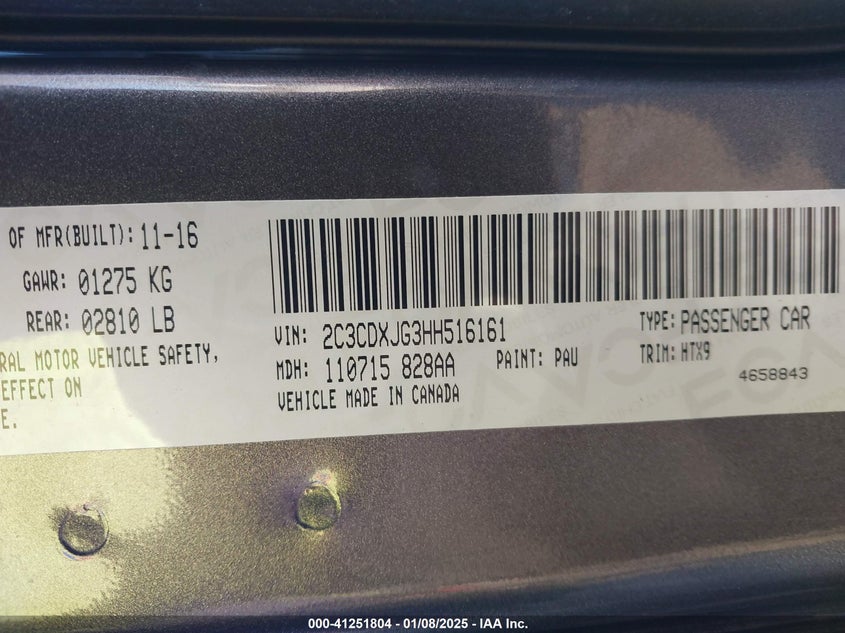 OF MFR(BUILT): 11-16
GAWR: 01275 KG
REAR: 02810 LB
RAL MOTOR VEHICLE SAFETY,
EFFECT ON
E.
VIN: 2C3CDXJG3HH516161
TYPE: PASSENGER CAR
MDH: 110715 828AA
PAINT: PAU
TRIM: HTX9
VEHICLE MADE IN CANADA
4658843
000-41251804 - 01/08/2025 - IAA Inc.